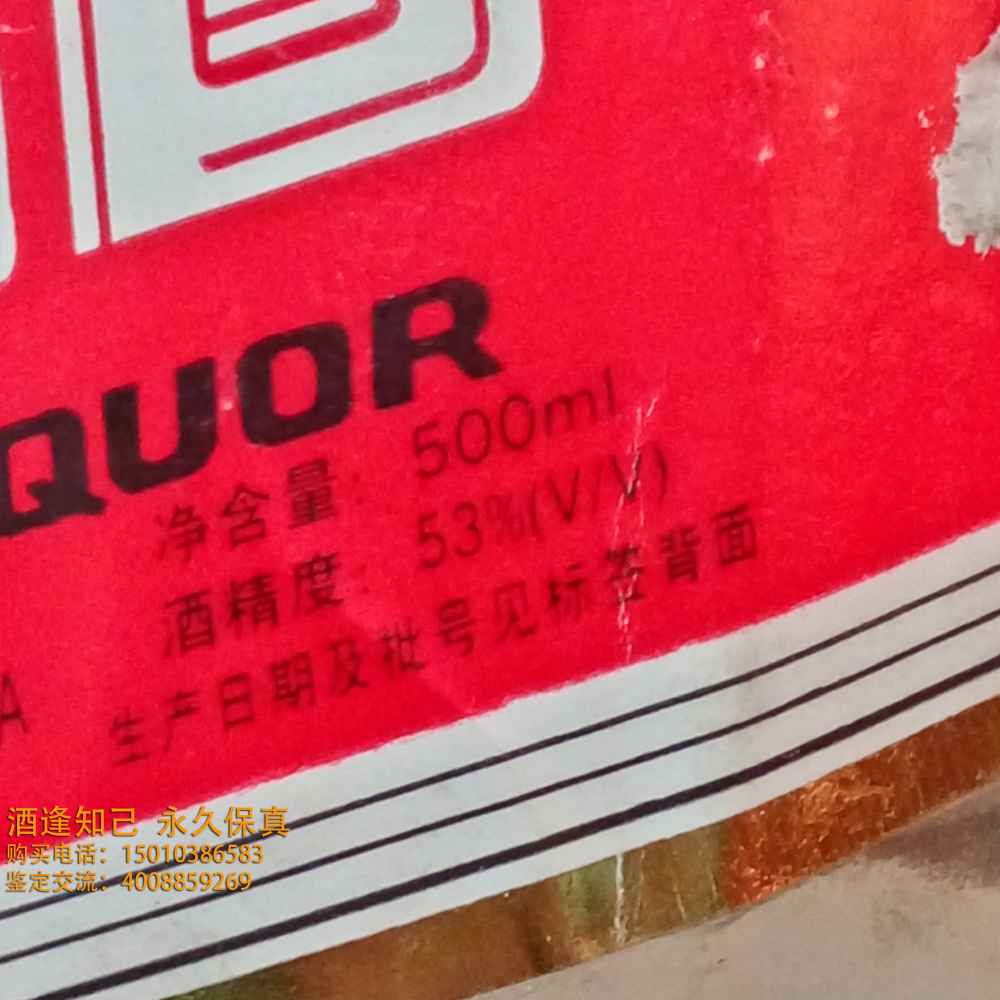 QUOR
净含量: 500ml
酒精度: 53%(V/V)
生产日期及批号见标签背面
A
酒逢知己 永久保真
购买电话：15010386583
鉴定交流：4008859269